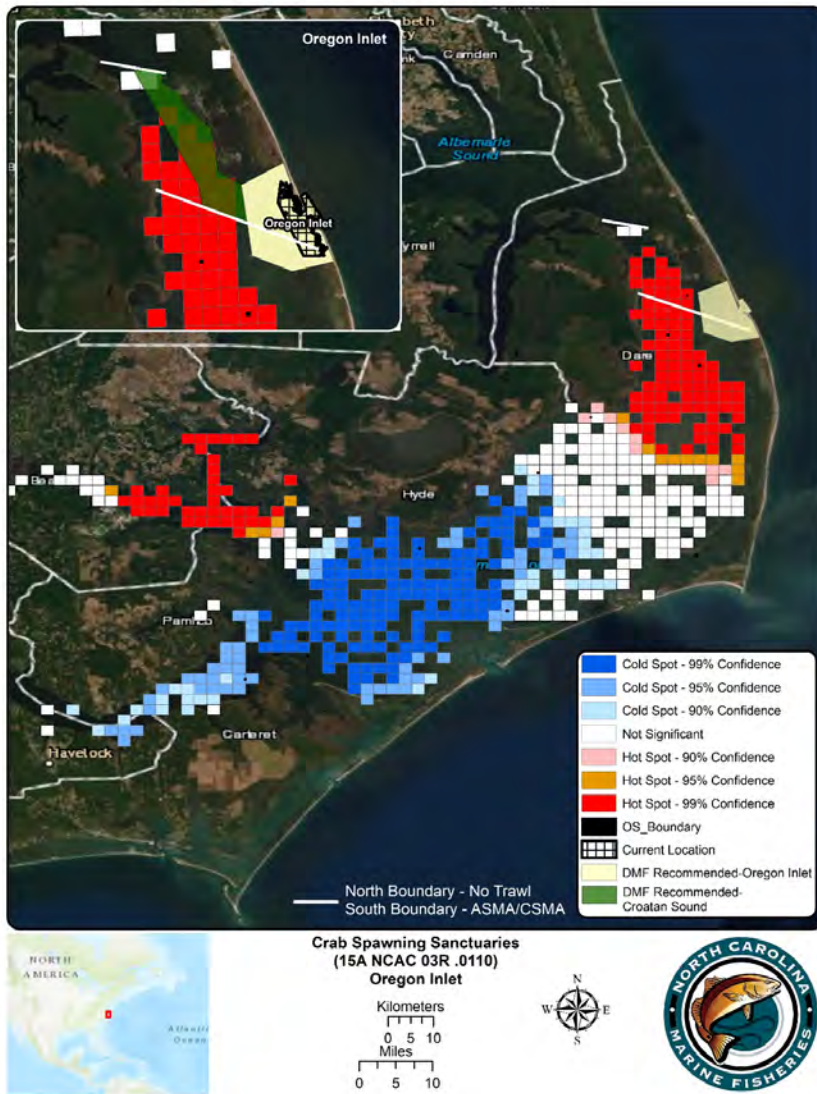 Oregon Inlet
Oregon Inlet
Camden
Albemarle
Sound
Dare
Hyde
Pamlico
Carteret
Havelock
Cold Spot - 99% Confidence
Cold Spot - 95% Confidence
Cold Spot - 90% Confidence
Not Significant
Hot Spot - 90% Confidence
Hot Spot - 95% Confidence
Hot Spot - 99% Confidence
OS_Boundary
Current Location
DMF Recommended-Oregon Inlet
DMF Recommended-
Croatan Sound
North Boundary - No Trawl
South Boundary - ASMA/CSMA
NORTH
AMERICA
Atlantic
Ocean
Crab Spawning Sanctuaries
(15A NCAC 03R .0110)
Oregon Inlet
Kilometers
0 5 10
Miles
0 5 10
N
W E
S
NORTH CAROLINA
MARINE FISHERIES